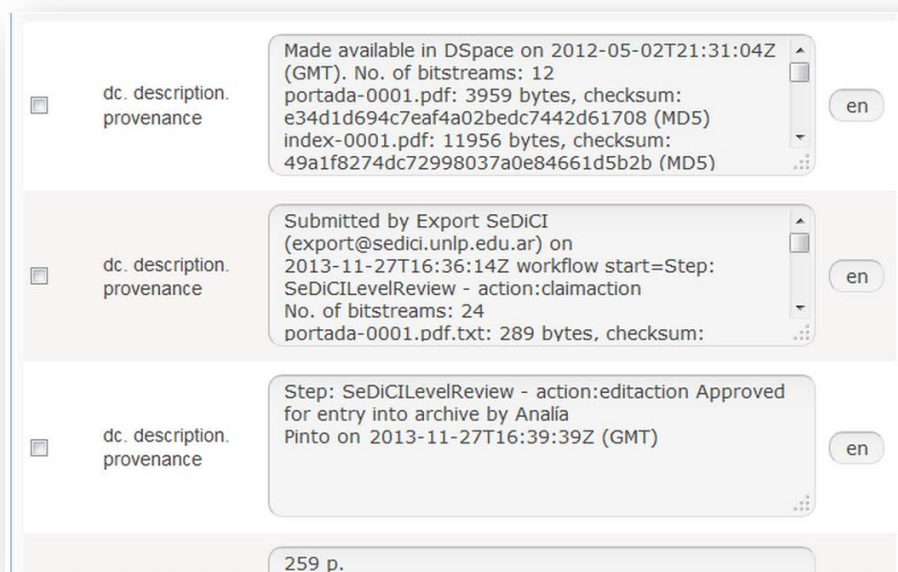 dc. description.
provenance
Made available in DSpace on 2012-05-02T21:31:04Z
(GMT). No. of bitstreams: 12
portada-0001.pdf: 3959 bytes, checksum:
e34d1d694c7eaf4a02bedc7442d61708 (MD5)
index-0001.pdf: 11956 bytes, checksum:
49a1f8274dc72998037a0e84661d5b2b (MD5)
en
dc. description.
provenance
Submitted by Export SeDiCI
(export@sedici.unlp.edu.ar) on
2013-11-27T16:36:14Z workflow start=Step:
SeDiCILevelReview - action:claimaction
No. of bitstreams: 24
portada-0001.pdf.txt: 289 bytes, checksum:
en
dc. description.
provenance
Step: SeDiCILevelReview - action:editaction Approved
for entry into archive by Analía
Pinto on 2013-11-27T16:39:39Z (GMT)
en
259 p.